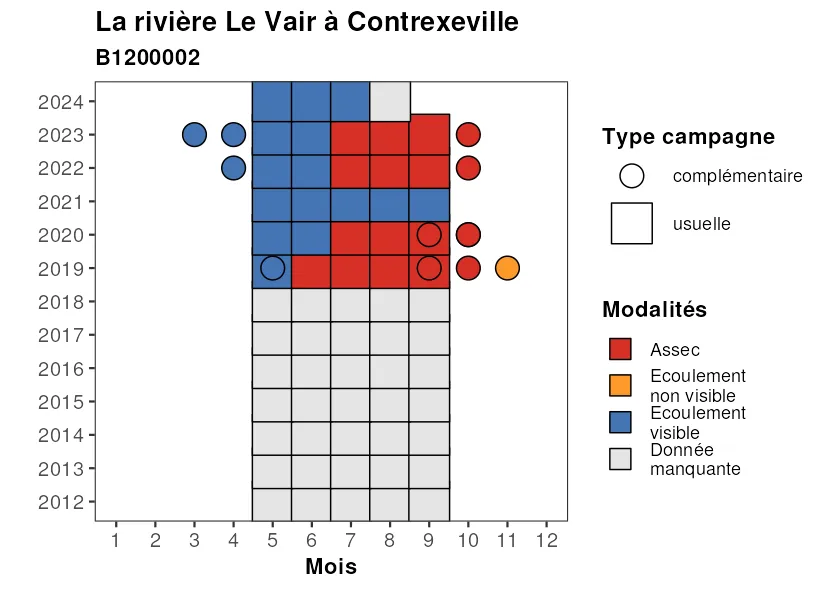 La rivière Le Vair à Contrexeville
B1200002
2024
2023
2022
2021
2020
2019
2018
2017
2016
2015
2014
2013
2012
1 2 3 4 5 6 7 8 9 10 11 12
Mois
Type campagne
complémentaire
usuelle
Modalités
Assec
Ecoulement
non visible
Ecoulement
visible
Donnée
manquante